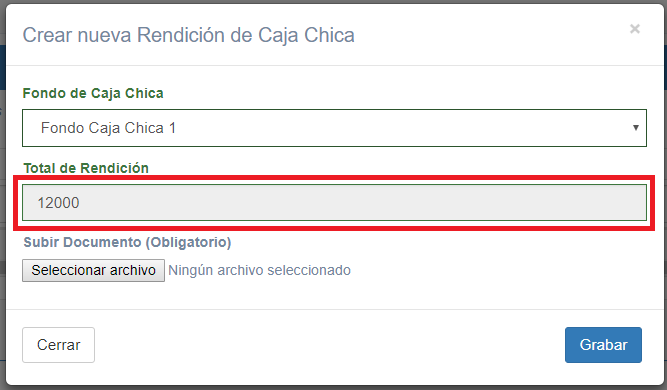 Crear nueva Rendición de Caja Chica
×
Fondo de Caja Chica
Fondo Caja Chica 1
Total de Rendición
12000
Subir Documento (Obligatorio)
Seleccionar archivo Ningún archivo seleccionado
Cerrar
Grabar